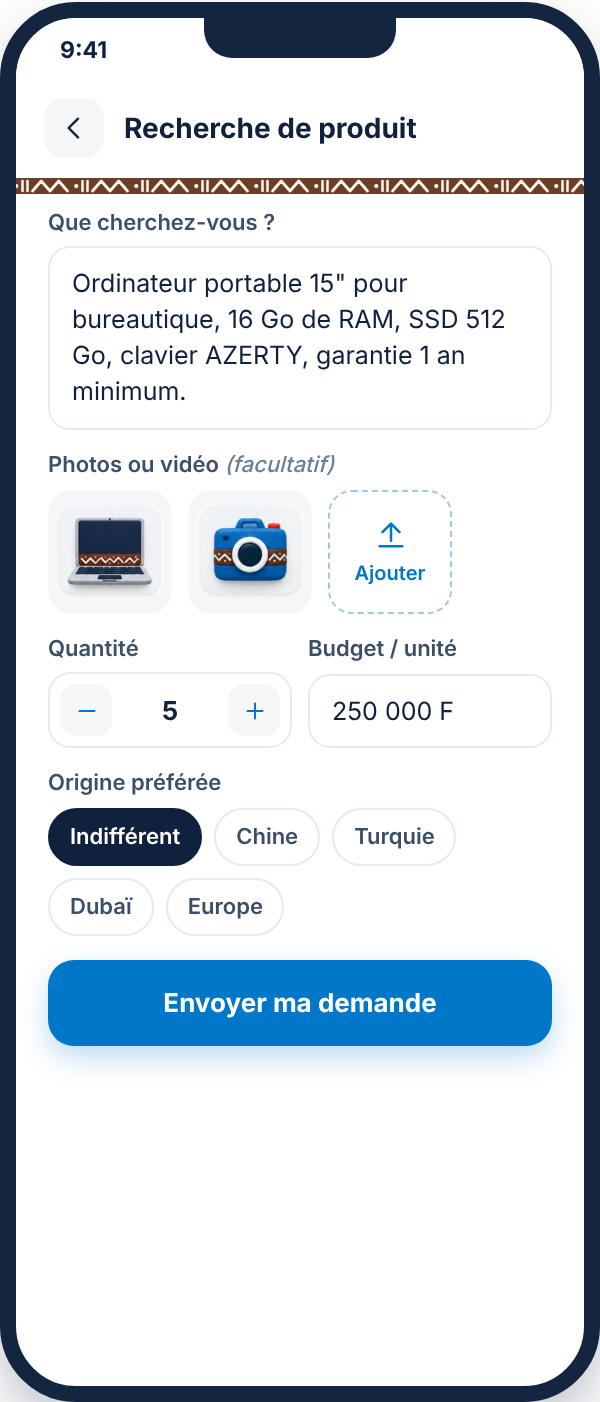 9:41
Recherche de produit
Que cherchez-vous ?
Ordinateur portable 15" pour
bureautique, 16 Go de RAM, SSD 512
Go, clavier AZERTY, garantie 1 an
minimum.
Photos ou vidéo (facultatif)
Ajouter
Quantité
Budget / unité
− 5 +
250 000 F
Origine préférée
Indifférent
Chine
Turquie
Dubaï
Europe
Envoyer ma demande